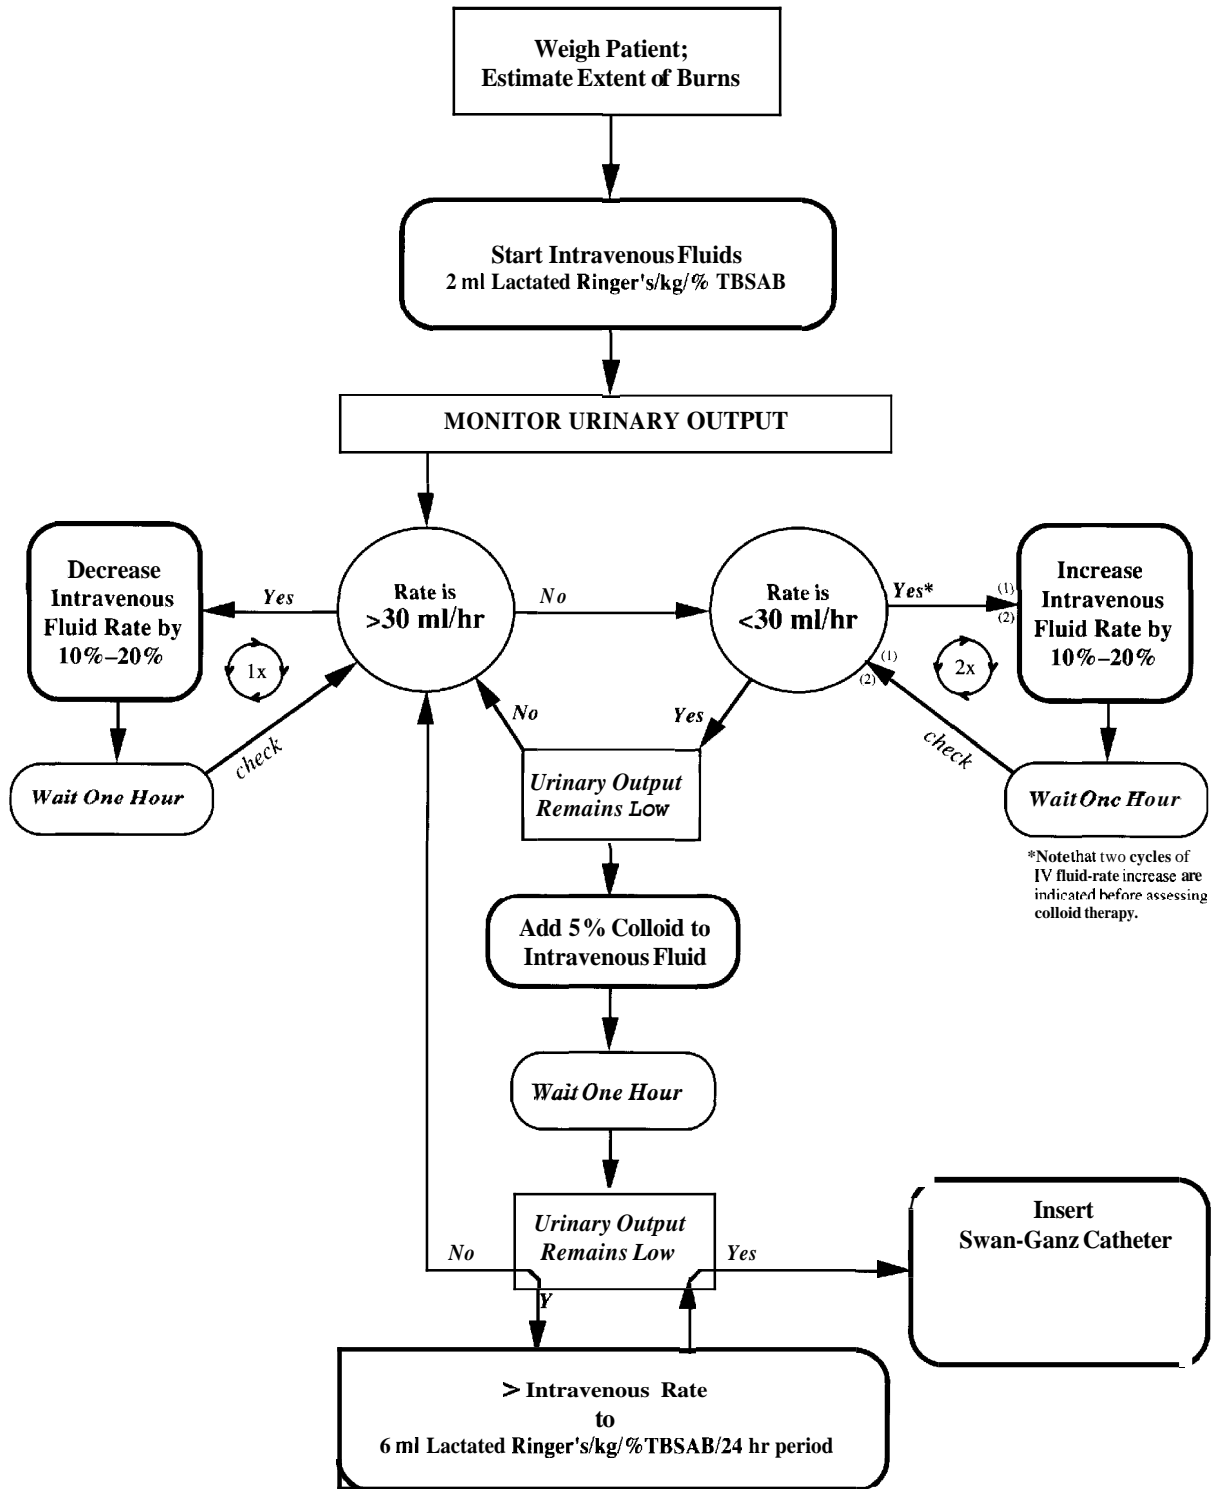 Weigh Patient;
Estimate Extent of Burns
Start Intravenous Fluids
2 ml Lactated Ringer's/kg/% TBSAB
MONITOR URINARY OUTPUT
Decrease
Intravenous
Fluid Rate by
10%–20%
Yes
1x
Wait One Hour
check
Rate is
>30 ml/hr
No
Rate is
<30 ml/hr
Yes*
(1)
(2)
Increase
Intravenous
Fluid Rate by
10%–20%
2x
(1)
(2)
check
Wait Onc Hour
*Note that two cycles of
IV fluid-rate increase are
indicated before assessing
colloid therapy.
No
Yes
Urinary Output
Remains Low
Add 5% Colloid to
Intravenous Fluid
Wait One Hour
Urinary Output
Remains Low
No
Yes
Y
Insert
Swan-Ganz Catheter
> Intravenous Rate
to
6 ml Lactated Ringer's/kg/%TBSAB/24 hr period